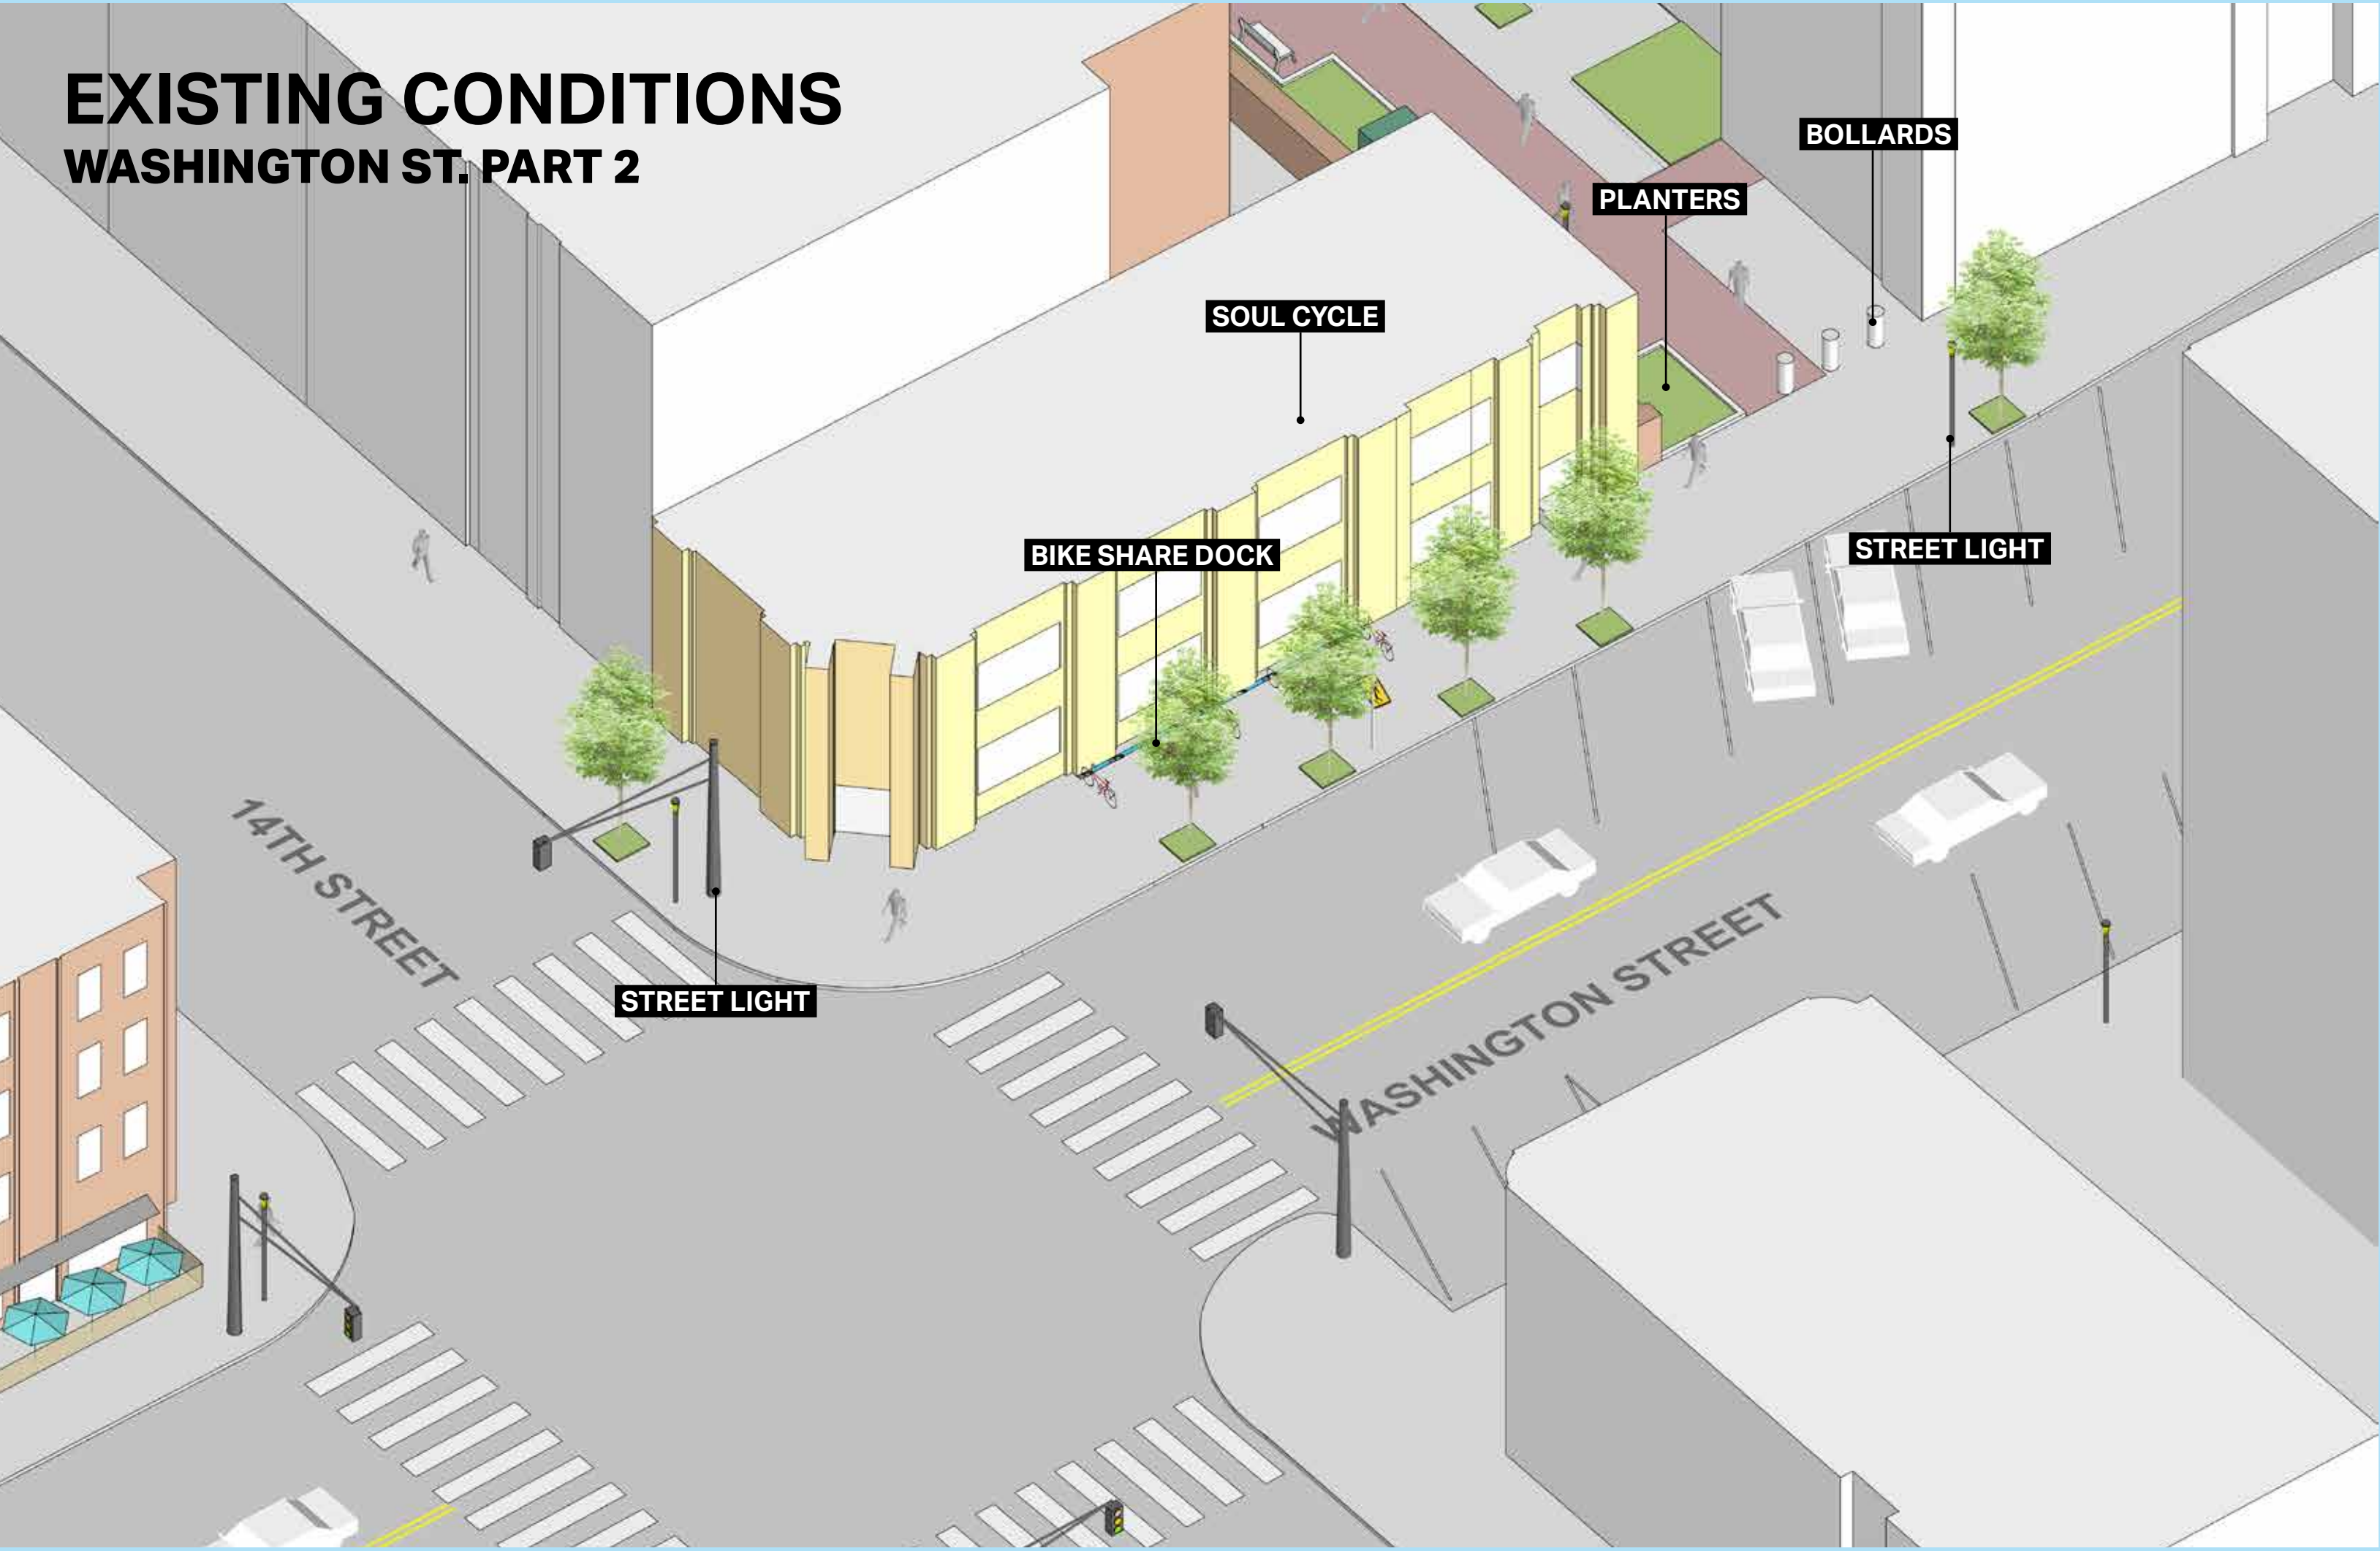 EXISTING CONDITIONS
WASHINGTON ST. PART 2
BOLLARDS
PLANTERS
SOUL CYCLE
BIKE SHARE DOCK
STREET LIGHT
14TH STREET
STREET LIGHT
WASHINGTON STREET